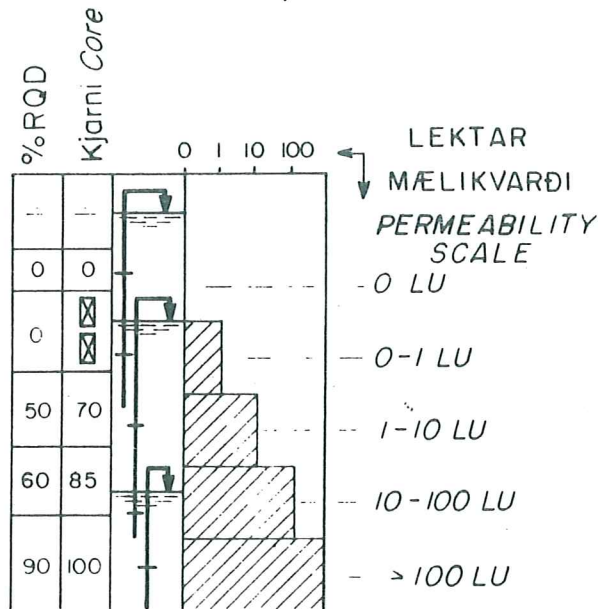 %RQD
Kjarni Core
0 1 10 100
LEKTAR
MÆLIKVARÐI
PERMEABILITY
SCALE
0 0
0 LU
0
0-1 LU
50 70
1-10 LU
60 85
10-100 LU
90 100
> 100 LU